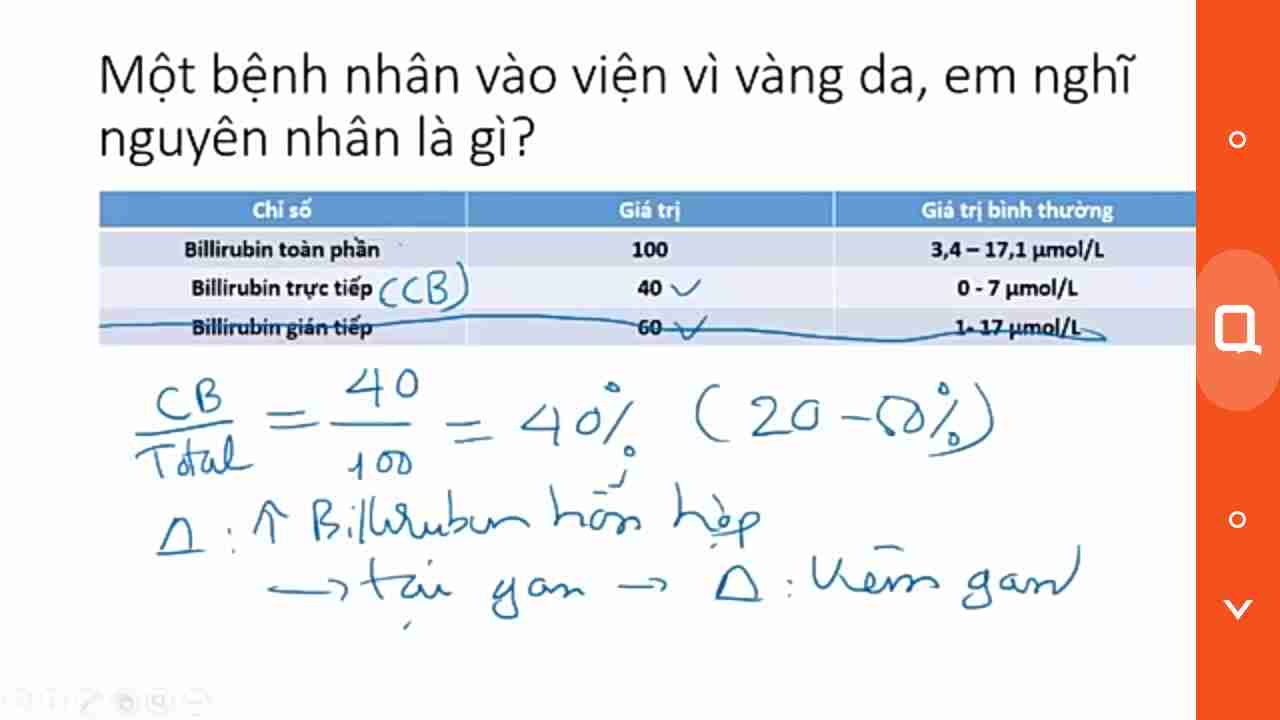 Một bệnh nhân vào viện vì vàng da, em nghĩ
nguyên nhân là gì?
Chỉ số Giá trị Giá trị bình thường
Billirubin toàn phần 100 3,4 – 17,1 µmol/L
Billirubin trực tiếp (CB) 40 ✓ 0 - 7 µmol/L
Billirubin gián tiếp 60 ✓ 1- 17 µmol/L
CB/Total = 40/100 = 40% (20 - 50%)
Δ : ↑ Billirubin hỗn hợp
→ tại gan → Δ : Viêm gan